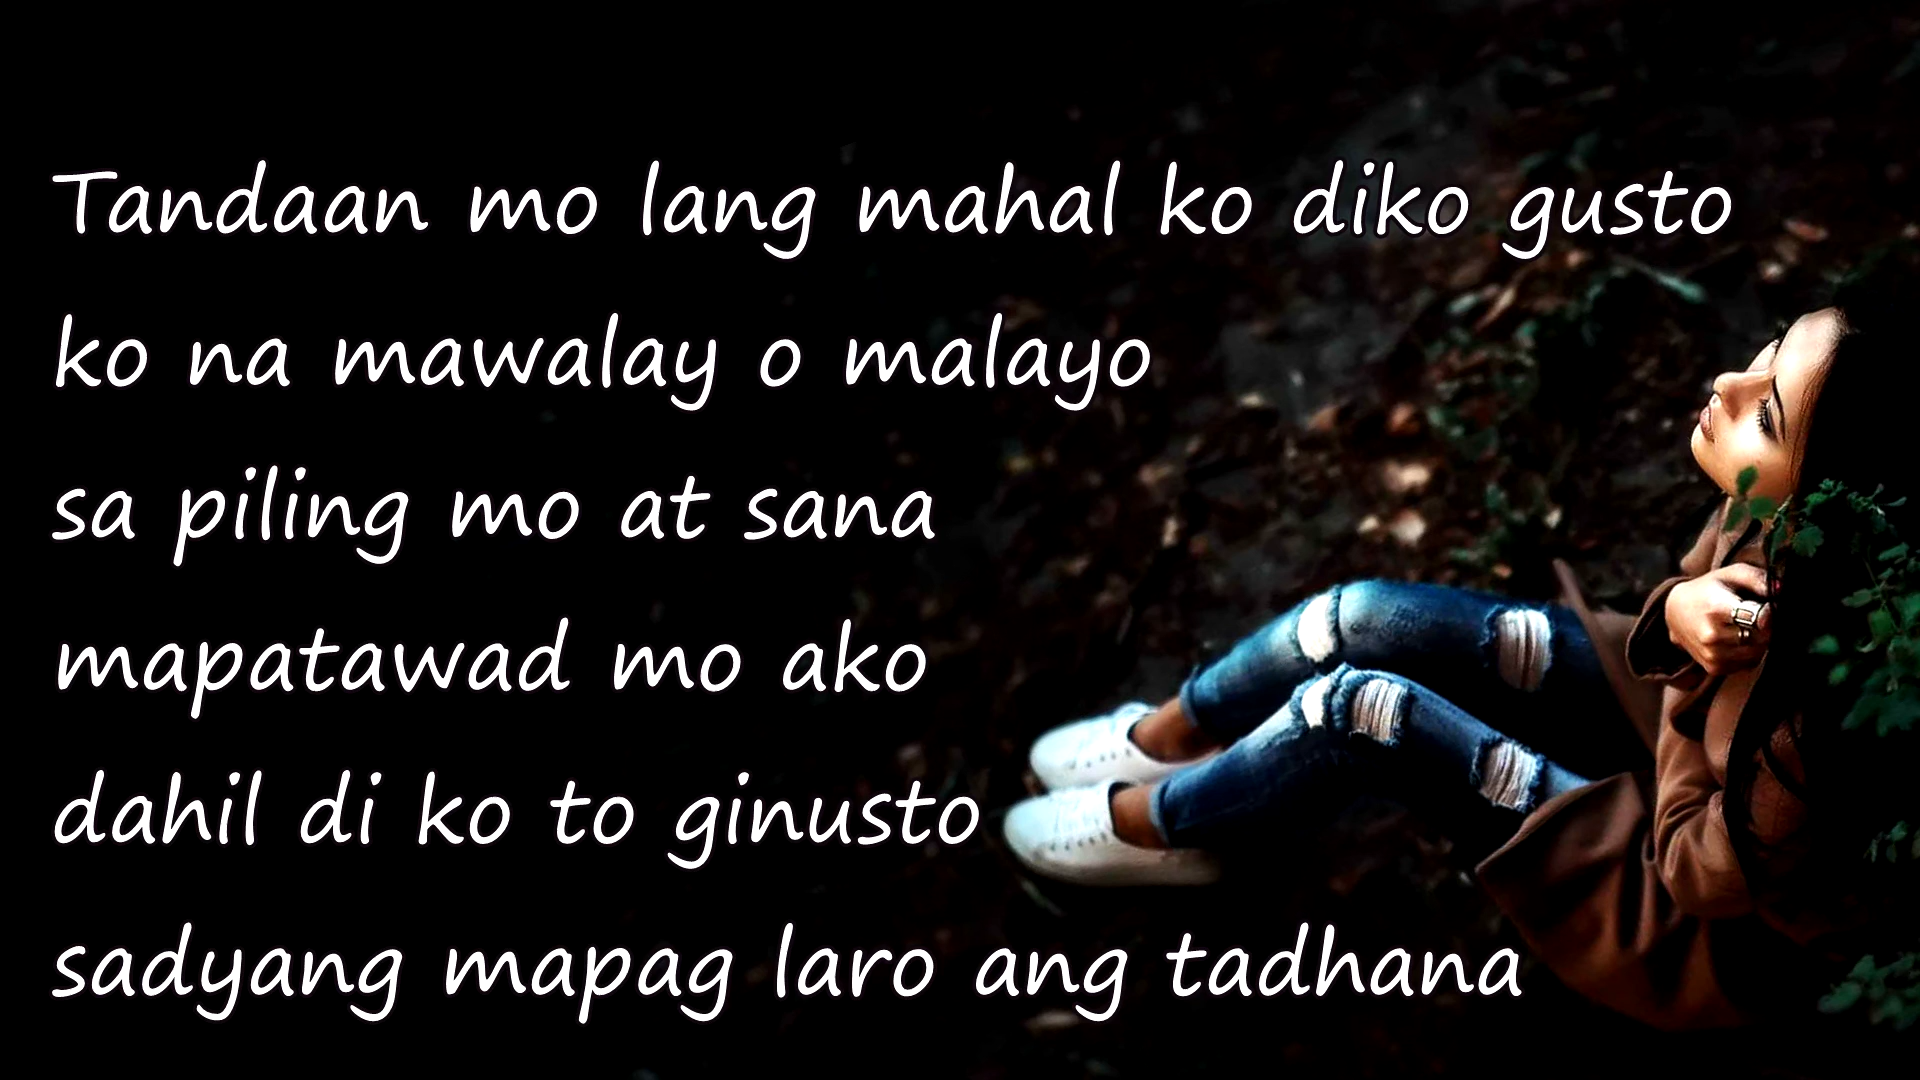 Tandaan mo lang mahal ko diko gusto
ko na mawalay o malayo
sa piling mo at sana
mapatawad mo ako
dahil di ko to ginusto
sadyang mapag laro ang tadhana